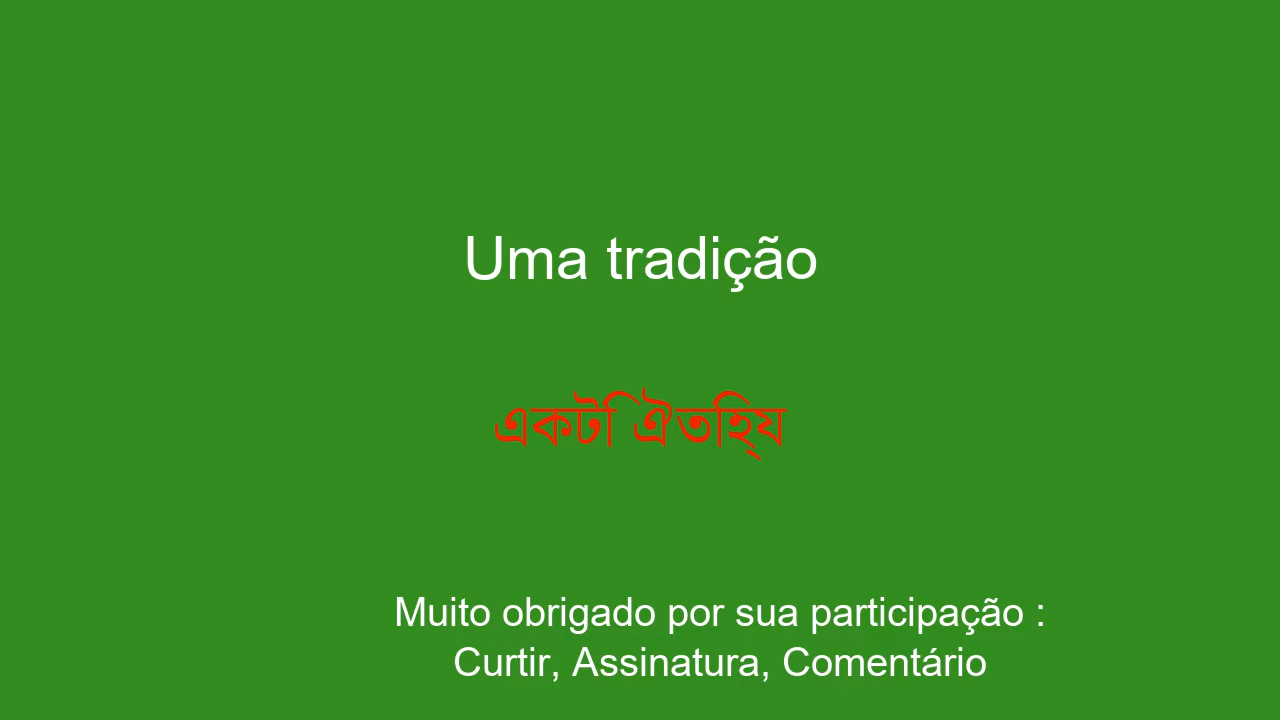 Uma tradição
একটি ঐতিহ্য
Muito obrigado por sua participação :
Curtir, Assinatura, Comentário